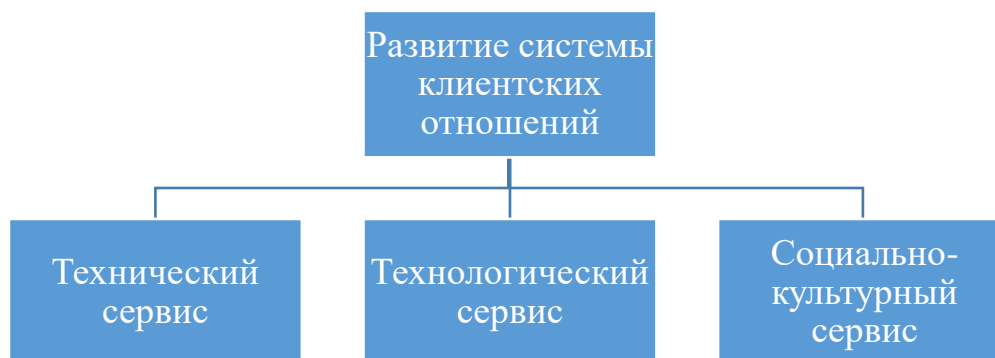 Развитие системы
клиентских
отношений
Технический
сервис
Технологический
сервис
Социально-
культурный
сервис